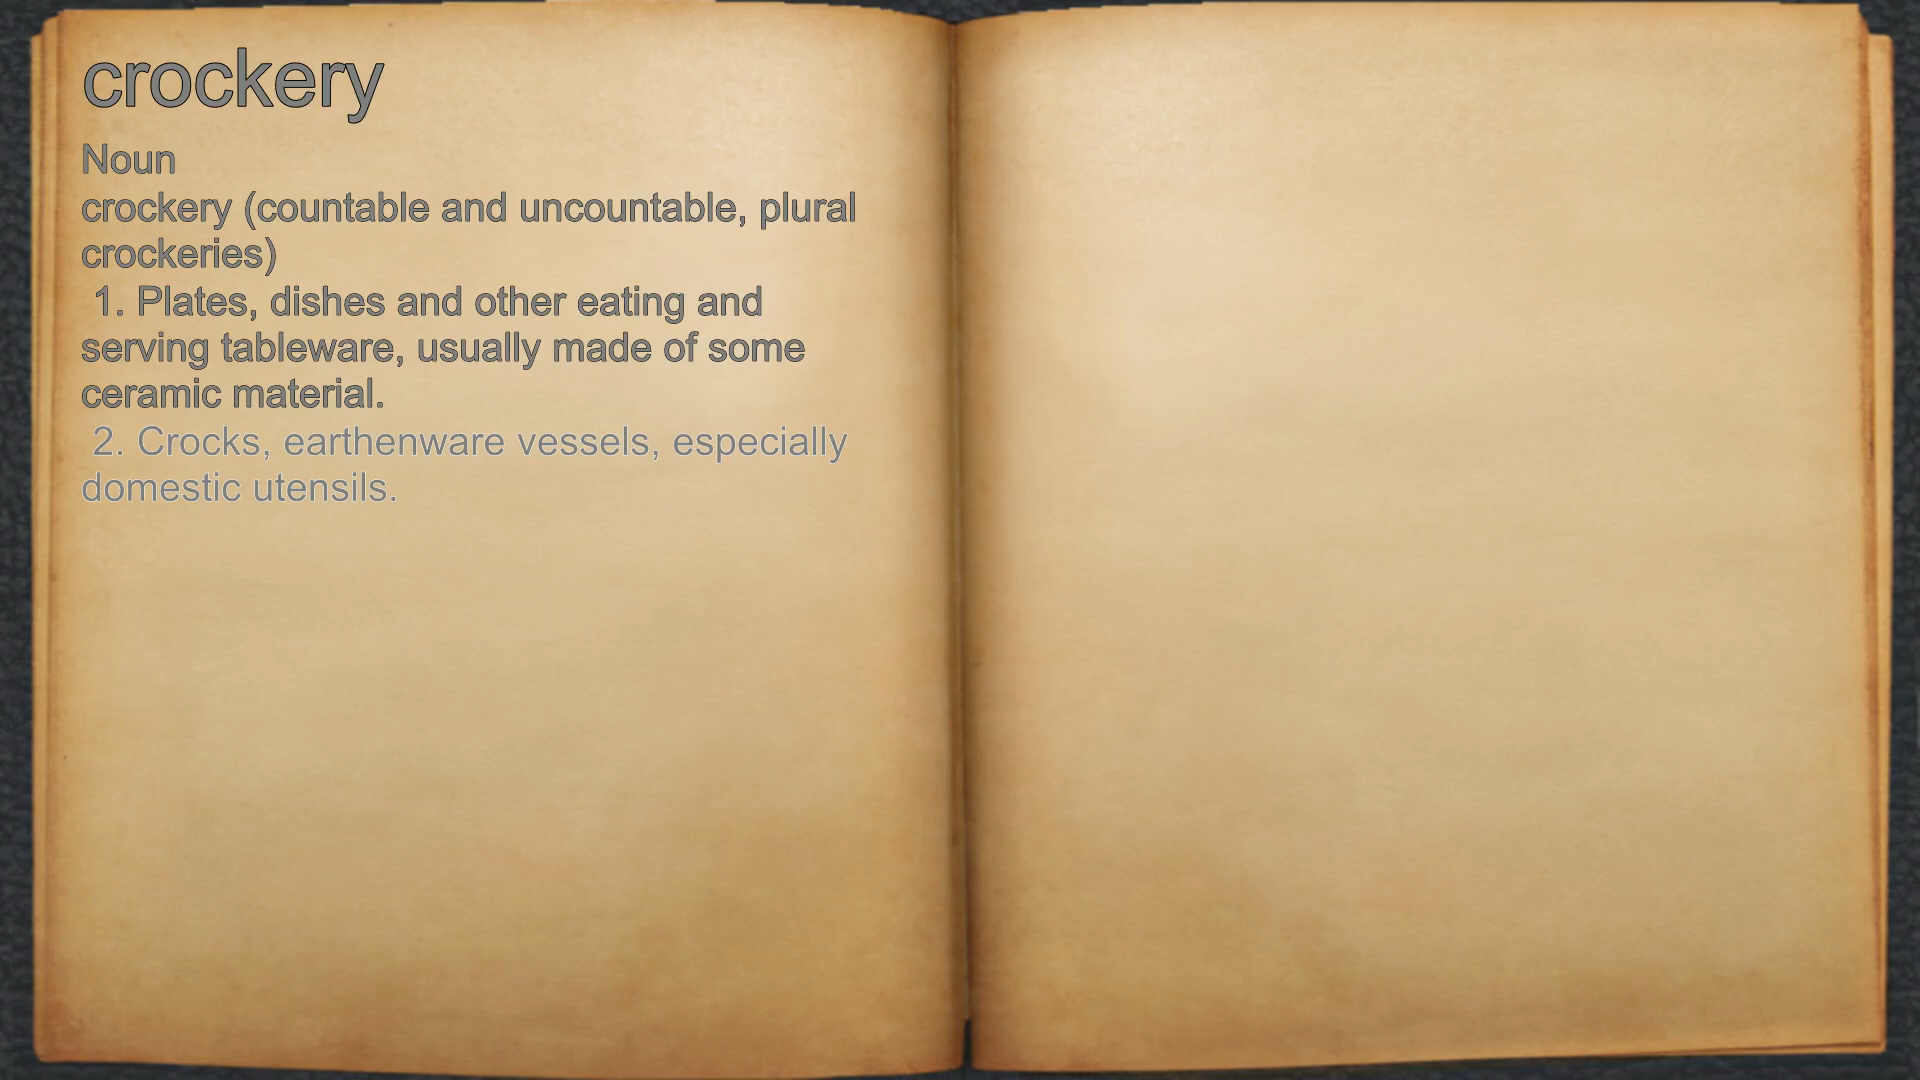 crockery
Noun
crockery (countable and uncountable, plural
crockeries)
1. Plates, dishes and other eating and
serving tableware, usually made of some
ceramic material.
2. Crocks, earthenware vessels, especially
domestic utensils.